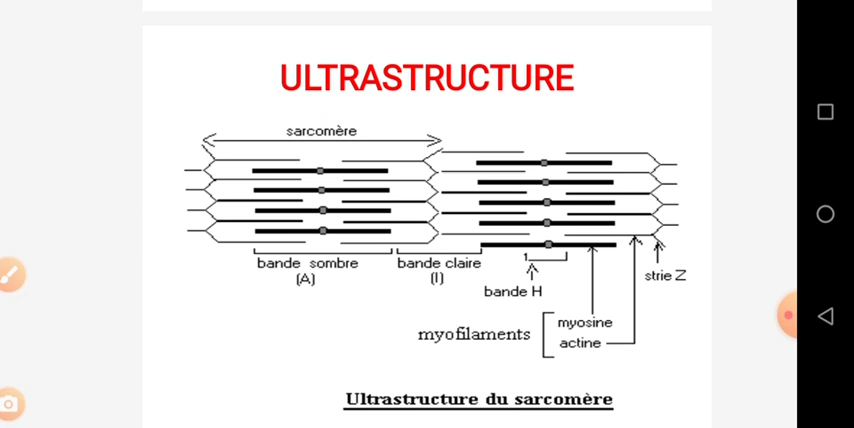 ULTRASTRUCTURE
sarcomère
bande sombre
(A)
bande claire
(I)
bande H
strie Z
myofilaments
myosine
actine
Ultrastructure du sarcomère